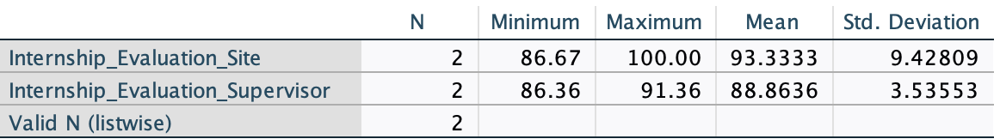 N Minimum Maximum Mean Std. Deviation
Internship_Evaluation_Site 2 86.67 100.00 93.3333 9.42809
Internship_Evaluation_Supervisor 2 86.36 91.36 88.8636 3.53553
Valid N (listwise) 2